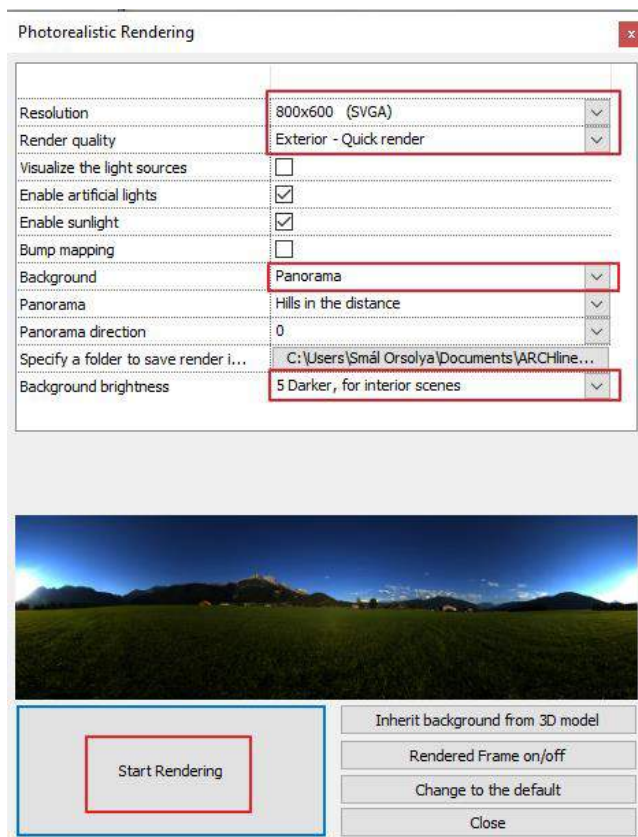 Photorealistic Rendering
x
Resolution 800x600 (SVGA)
Render quality Exterior - Quick render
Visualize the light sources
Enable artificial lights
Enable sunlight
Bump mapping
Background Panorama
Panorama Hills in the distance
Panorama direction 0
Specify a folder to save render i... C:\Users\Smál Orsolya\Documents\ARCHline...
Background brightness 5 Darker, for interior scenes
Start Rendering
Inherit background from 3D model
Rendered Frame on/off
Change to the default
Close